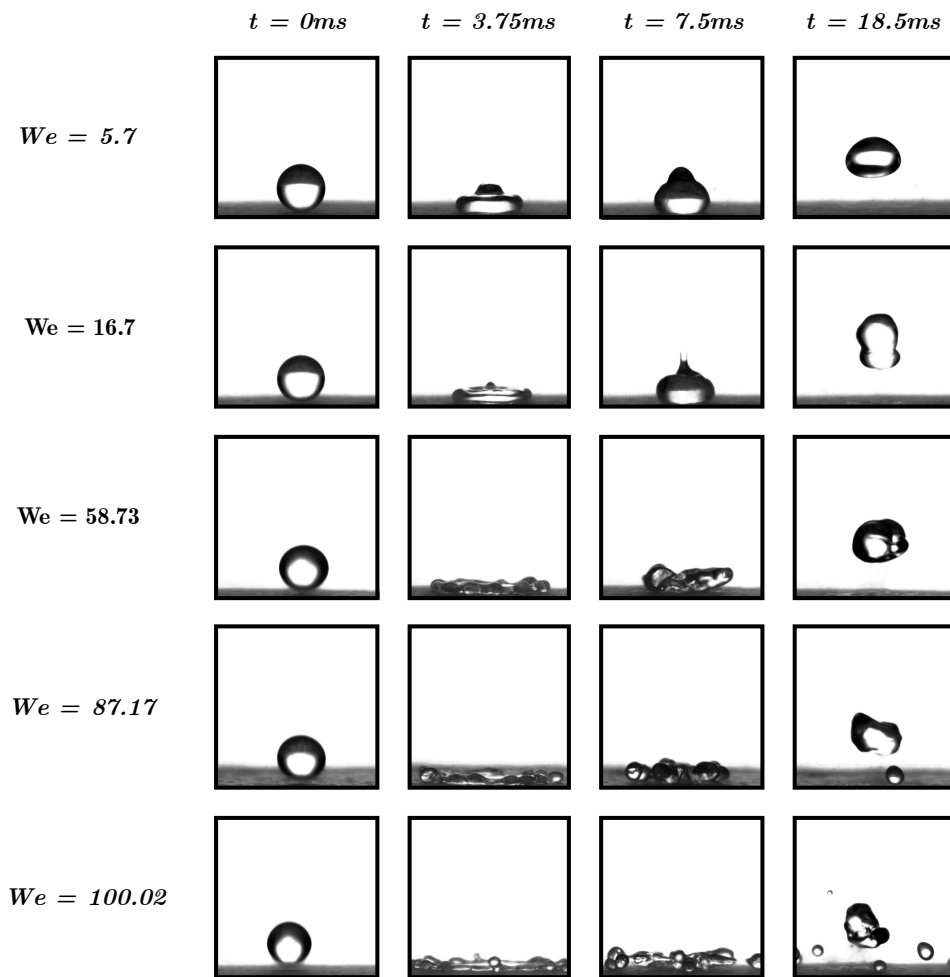 t = 0ms t = 3.75ms t = 7.5ms t = 18.5ms
We = 5.7
We = 16.7
We = 58.73
We = 87.17
We = 100.02